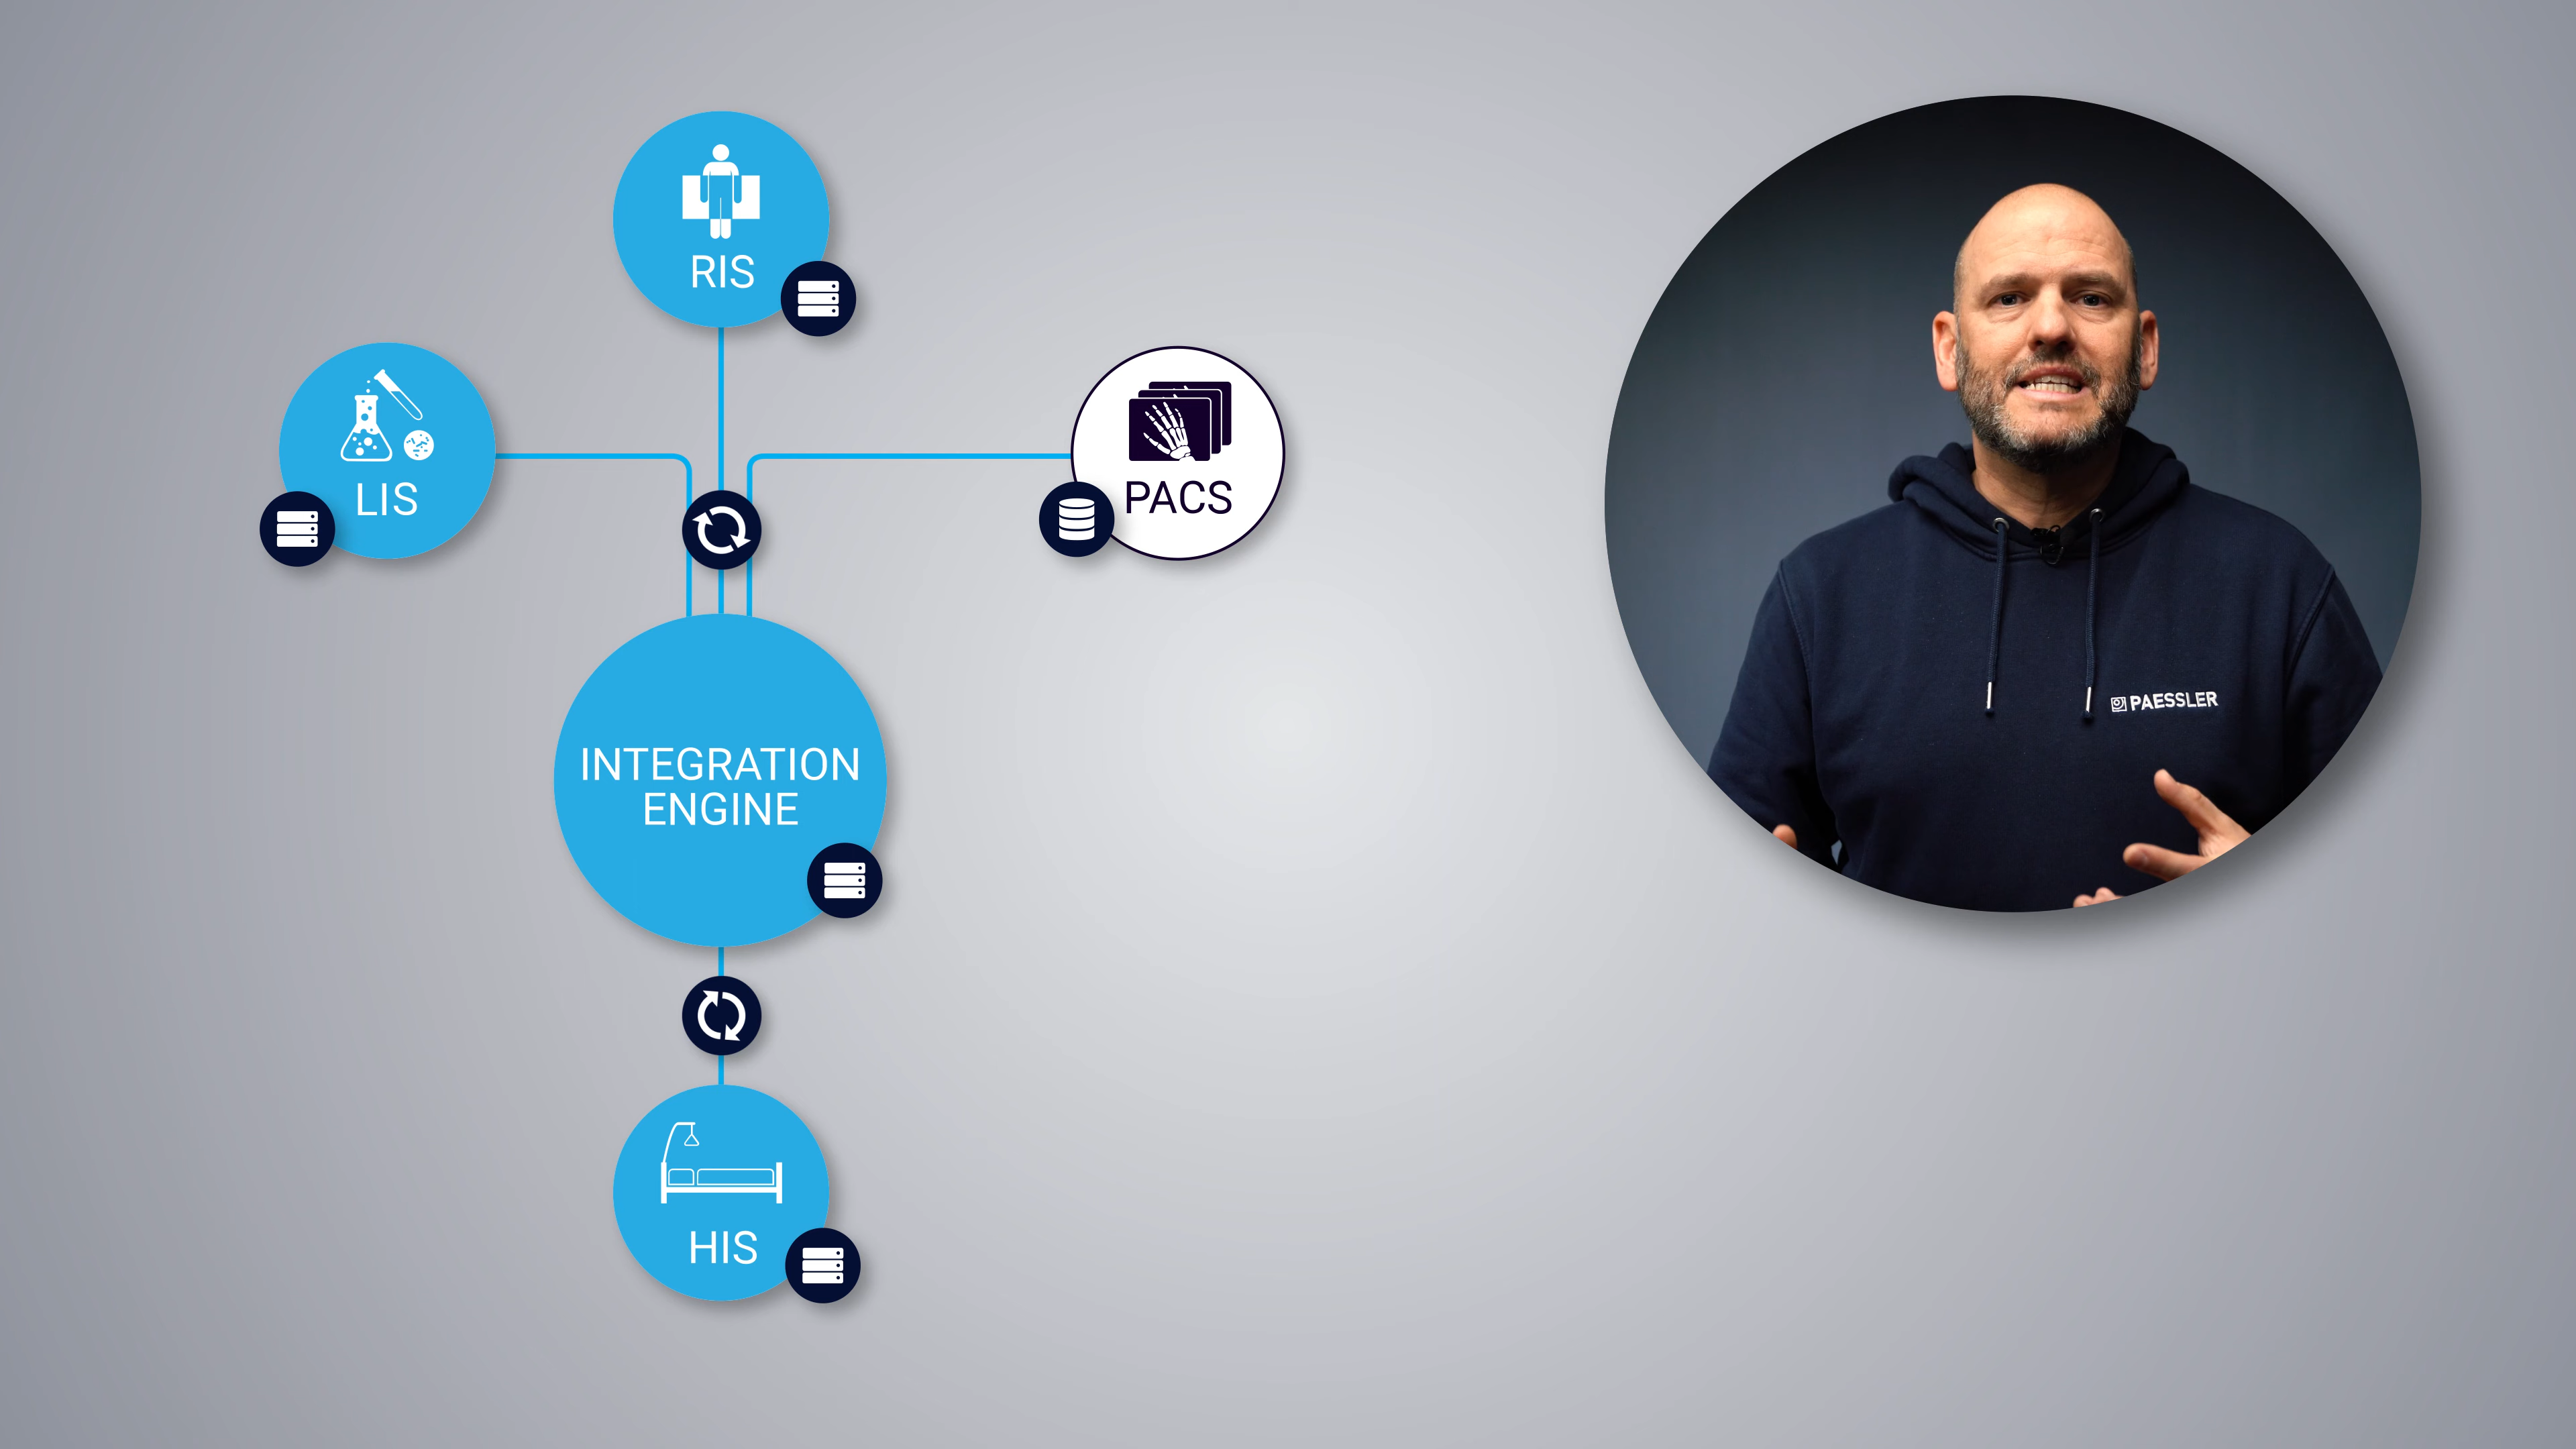 RIS
LIS
PACS
INTEGRATION
ENGINE
HIS
PAESSLER